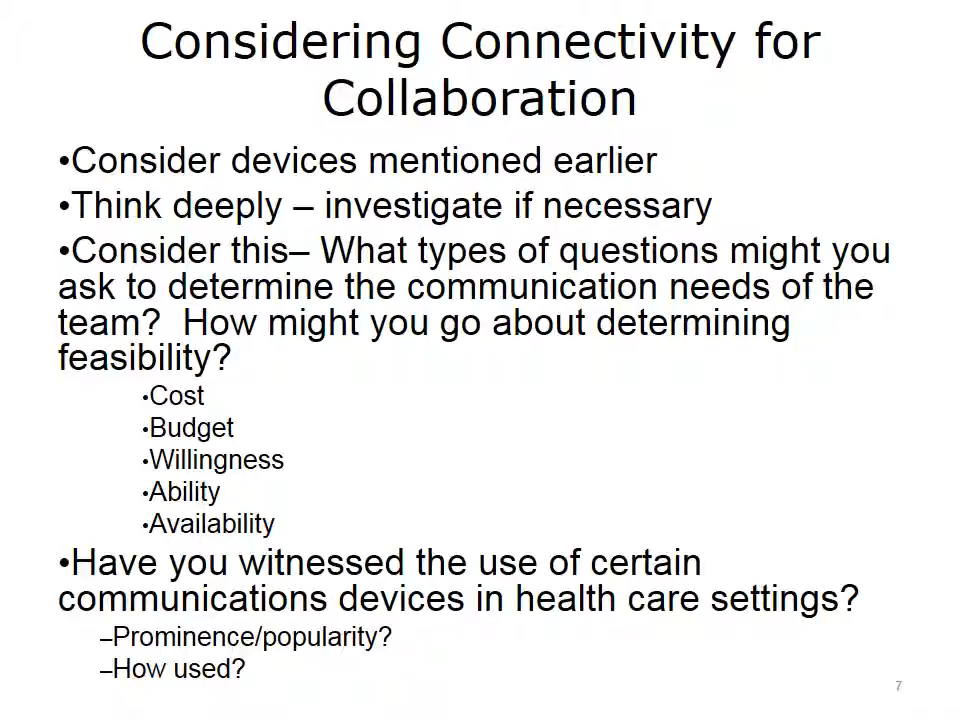 Considering Connectivity for
Collaboration
•Consider devices mentioned earlier
•Think deeply – investigate if necessary
•Consider this– What types of questions might you
ask to determine the communication needs of the
team?  How might you go about determining
feasibility?
•Cost
•Budget
•Willingness
•Ability
•Availability
•Have you witnessed the use of certain
communications devices in health care settings?
–Prominence/popularity?
–How used?
7